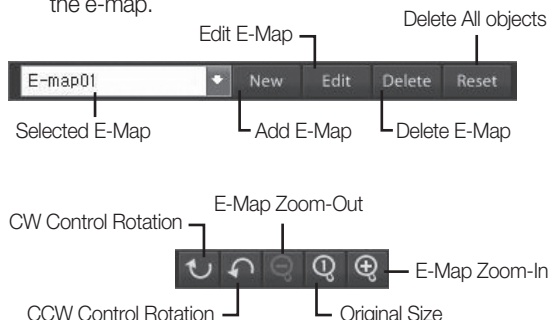 the e-map.
Delete All objects
Edit E-Map
E-map01 New Edit Delete Reset
Selected E-Map Add E-Map Delete E-Map
E-Map Zoom-Out
CW Control Rotation
1
E-Map Zoom-In
CCW Control Rotation Original Size